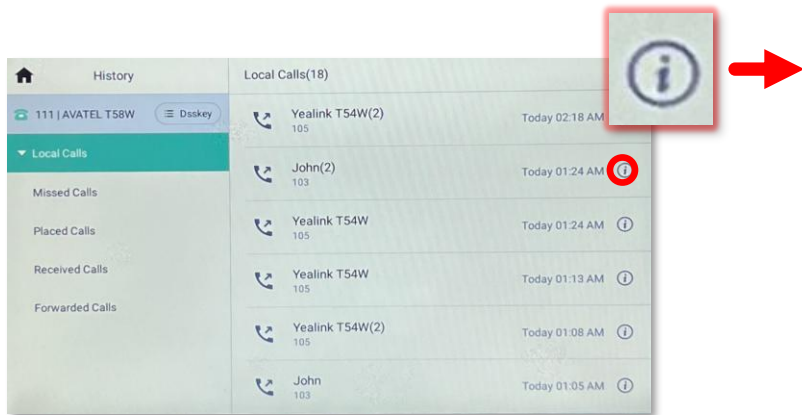 History
111 | AVATEL T58W
Dsskey
Local Calls
Missed Calls
Placed Calls
Received Calls
Forwarded Calls
Local Calls(18)
Yealink T54W(2)
105
Today 02:18 AM
John(2)
103
Today 01:24 AM
Yealink T54W
105
Today 01:24 AM
Yealink T54W
105
Today 01:13 AM
Yealink T54W(2)
105
Today 01:08 AM
John
103
Today 01:05 AM